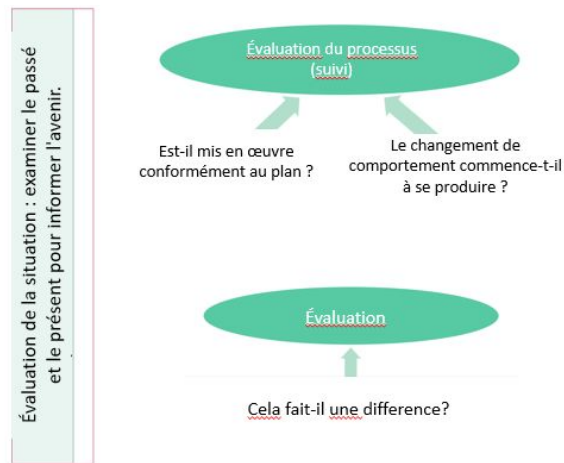 Évaluation de la situation : examiner le passé
et le présent pour informer l'avenir.
Évaluation du processus
(suivi)
Est-il mis en œuvre
conformément au plan ?
Le changement de
comportement commence-t-il
à se produire ?
Évaluation
Cela fait-il une difference?